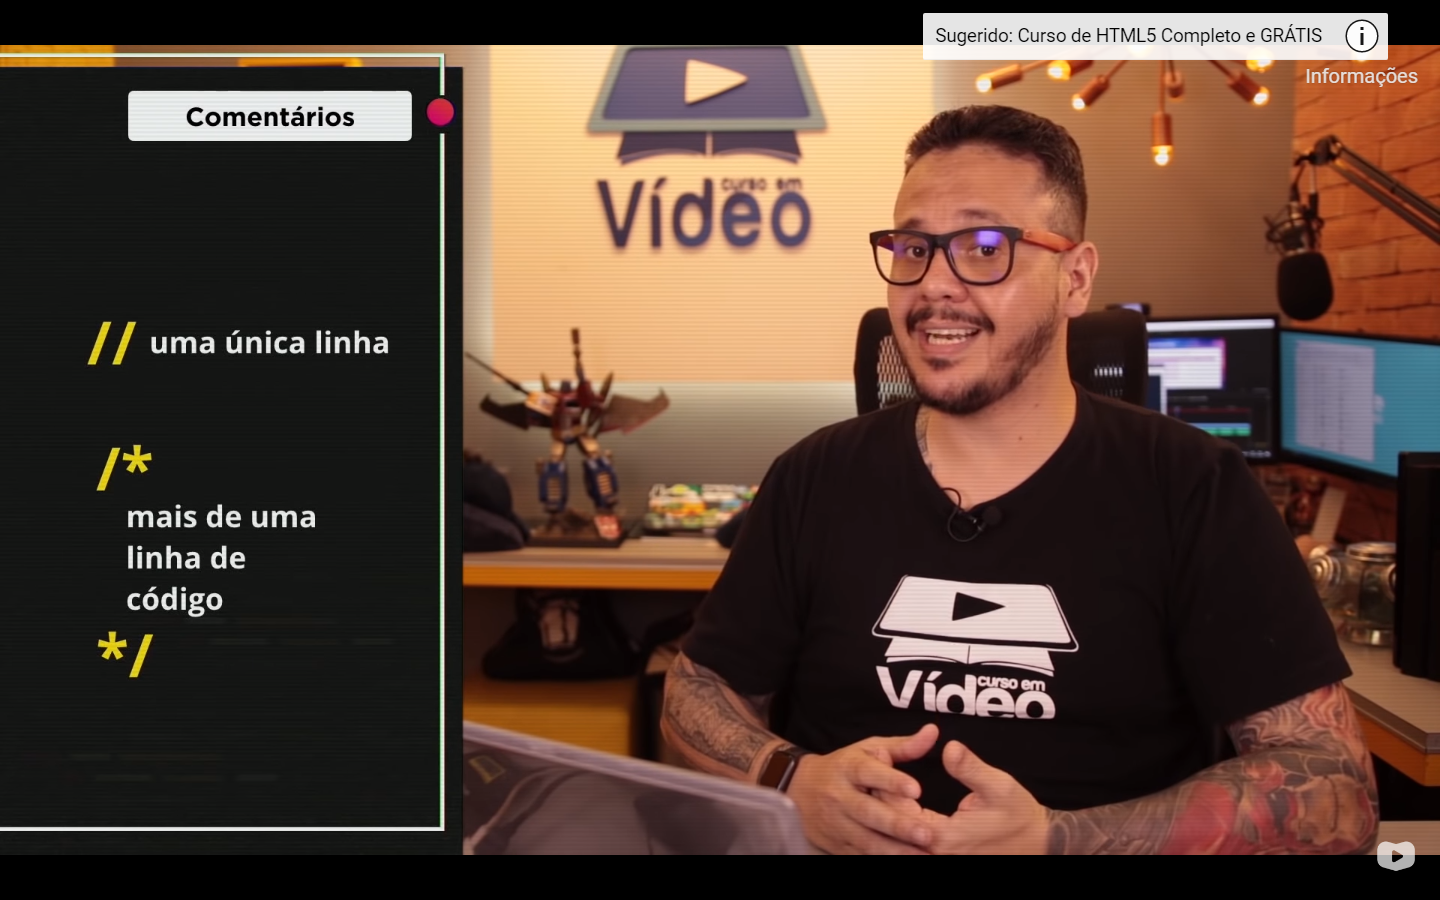 Sugerido: Curso de HTML5 Completo e GRÁTIS
Informações
Comentários
// uma única linha
/*
mais de uma
linha de
código
*/
curso em
Vídeo
curso em
Vídeo